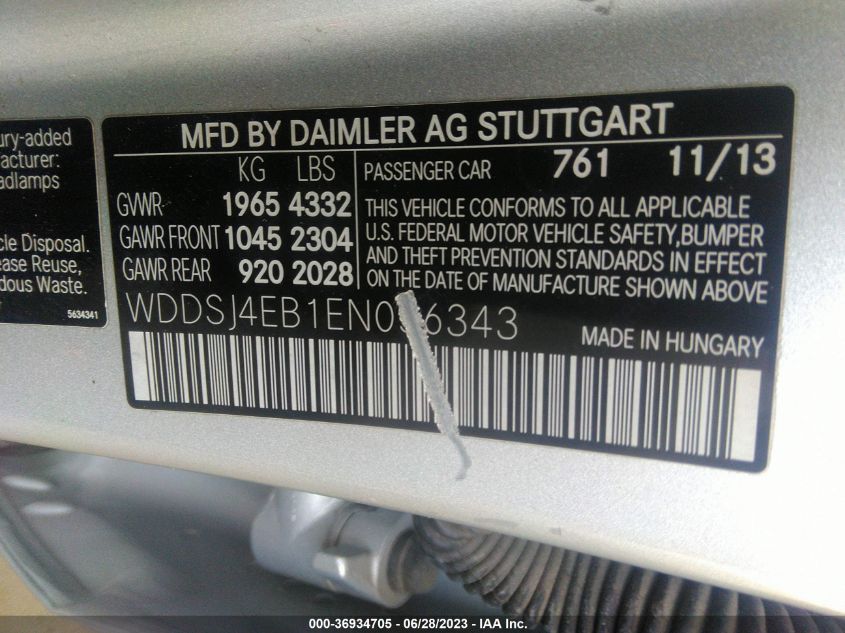 ury-added
facturer:
adlamps
cle Disposal.
ease Reuse,
dous Waste.
5634341
MFD BY DAIMLER AG STUTTGART
KG LBS
GVWR 1965 4332
GAWR FRONT 1045 2304
GAWR REAR 920 2028
PASSENGER CAR 761 11/13
THIS VEHICLE CONFORMS TO ALL APPLICABLE
U.S. FEDERAL MOTOR VEHICLE SAFETY,BUMPER
AND THEFT PREVENTION STANDARDS IN EFFECT
ON THE DATE OF MANUFACTURE SHOWN ABOVE
MADE IN HUNGARY
000-36934705 - 06/28/2023 - IAA Inc.